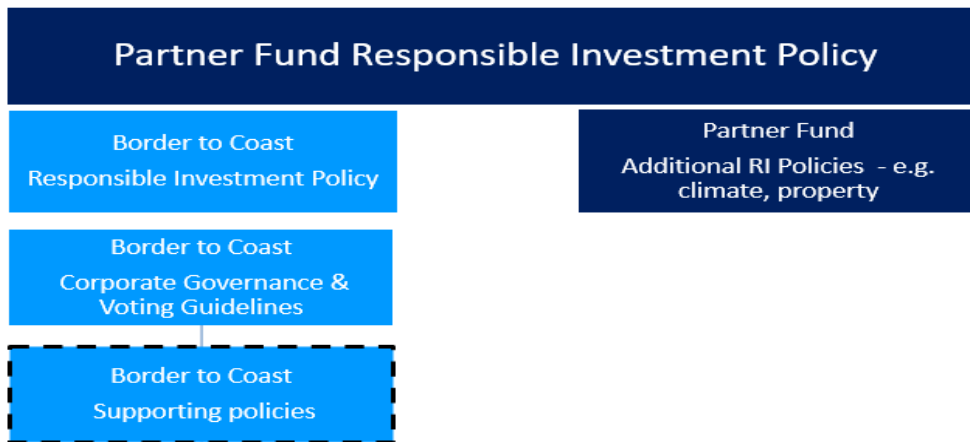 Partner Fund Responsible Investment Policy
Border to Coast
Responsible Investment Policy
Partner Fund
Additional RI Policies - e.g.
climate, property
Border to Coast
Corporate Governance &
Voting Guidelines
Border to Coast
Supporting policies